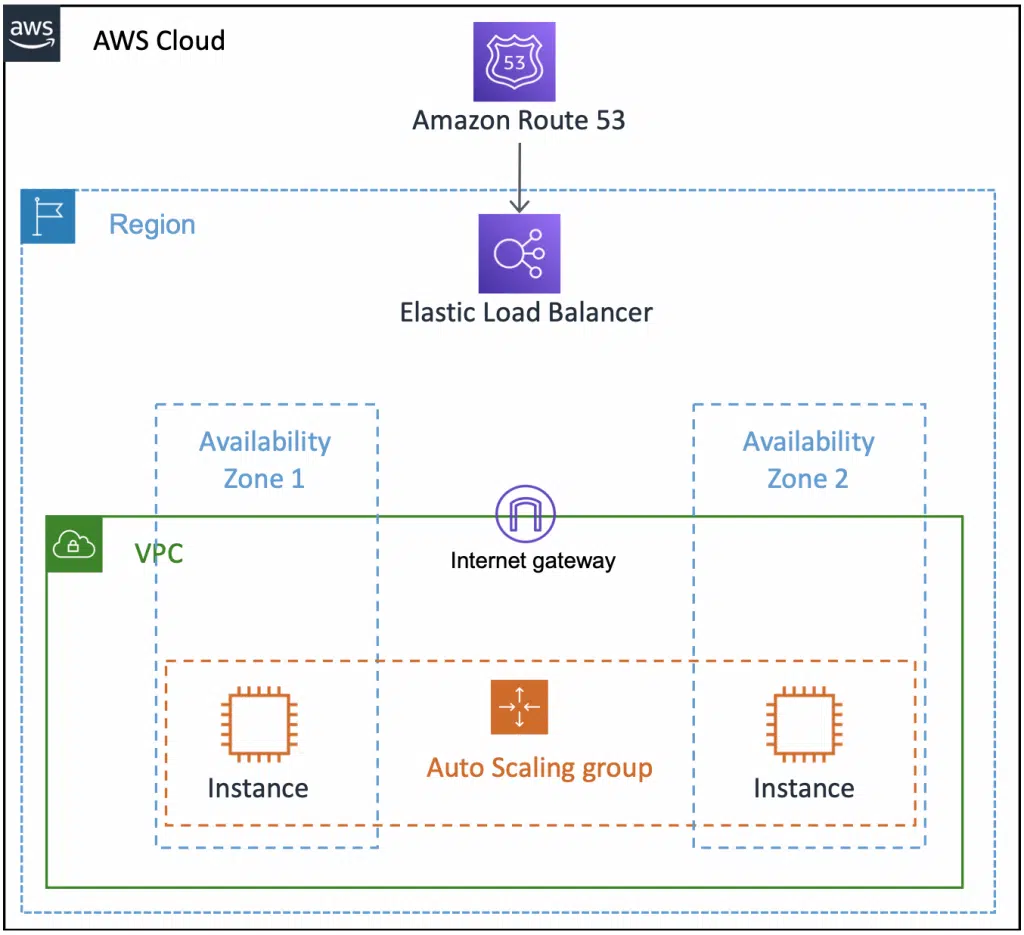 aws
AWS Cloud
53
Amazon Route 53
Region
Elastic Load Balancer
Availability
Zone 1
Availability
Zone 2
VPC
Internet gateway
Auto Scaling group
Instance
Instance